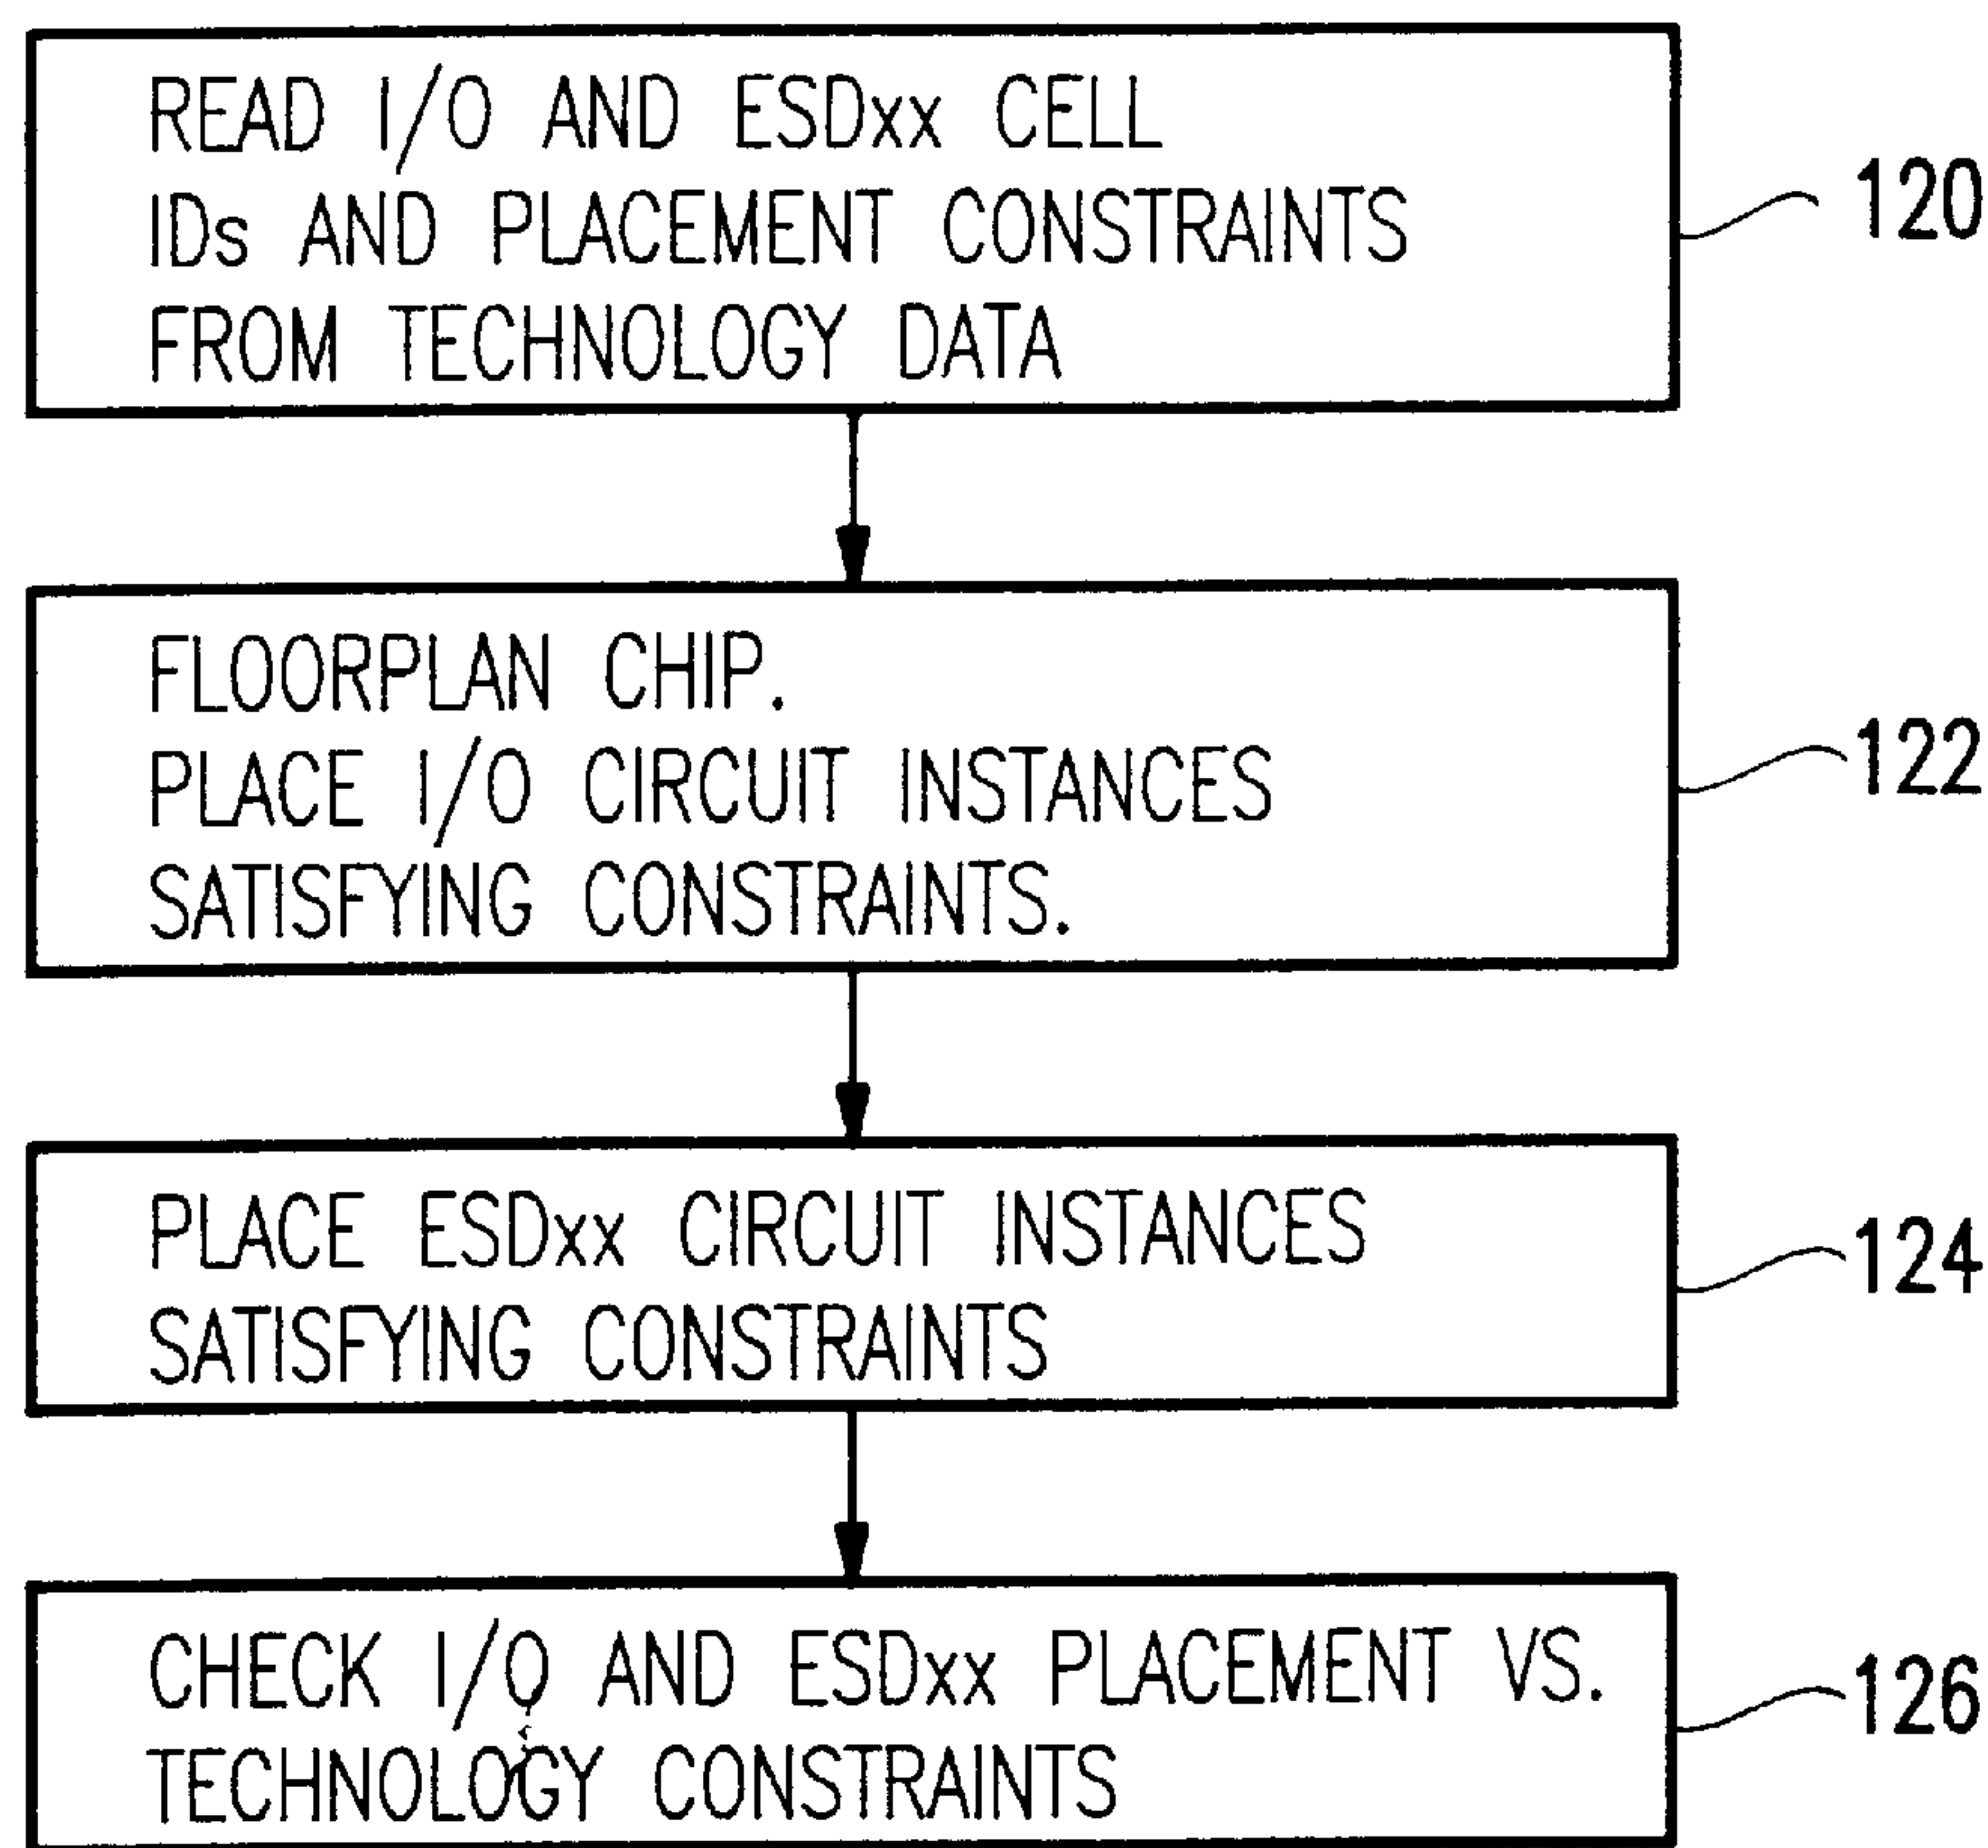 READ I/O AND ESDxx CELL
IDs AND PLACEMENT CONSTRAINTS
FROM TECHNOLOGY DATA
120
FLOORPLAN CHIP.
PLACE I/O CIRCUIT INSTANCES
SATISFYING CONSTRAINTS.
122
PLACE ESDxx CIRCUIT INSTANCES
SATISFYING CONSTRAINTS
124
CHECK I/O AND ESDxx PLACEMENT VS.
TECHNOLOGY CONSTRAINTS
126